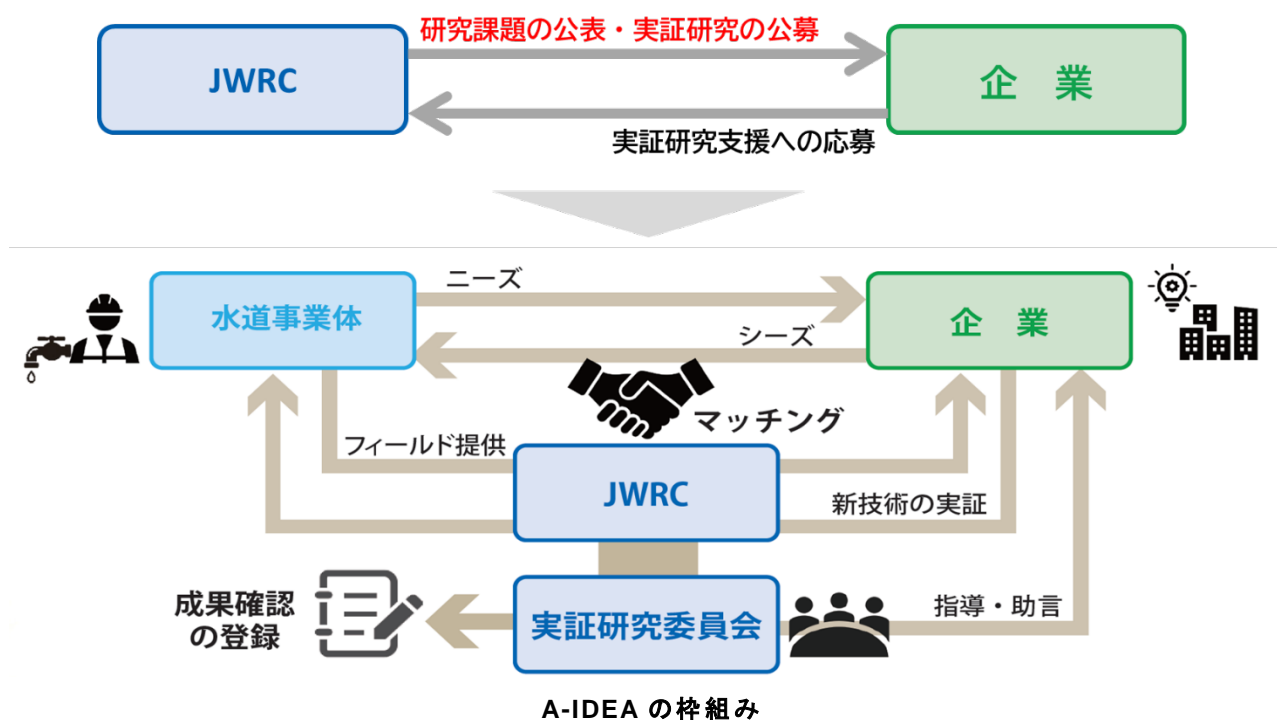 研究課題の公表・実証研究の公募
JWRC
企　業
実証研究支援への応募
ニーズ
水道事業体
企　業
シーズ
マッチング
フィールド提供
JWRC
新技術の実証
成果確認
の登録
実証研究委員会
指導・助言
A-IDEA の枠組み